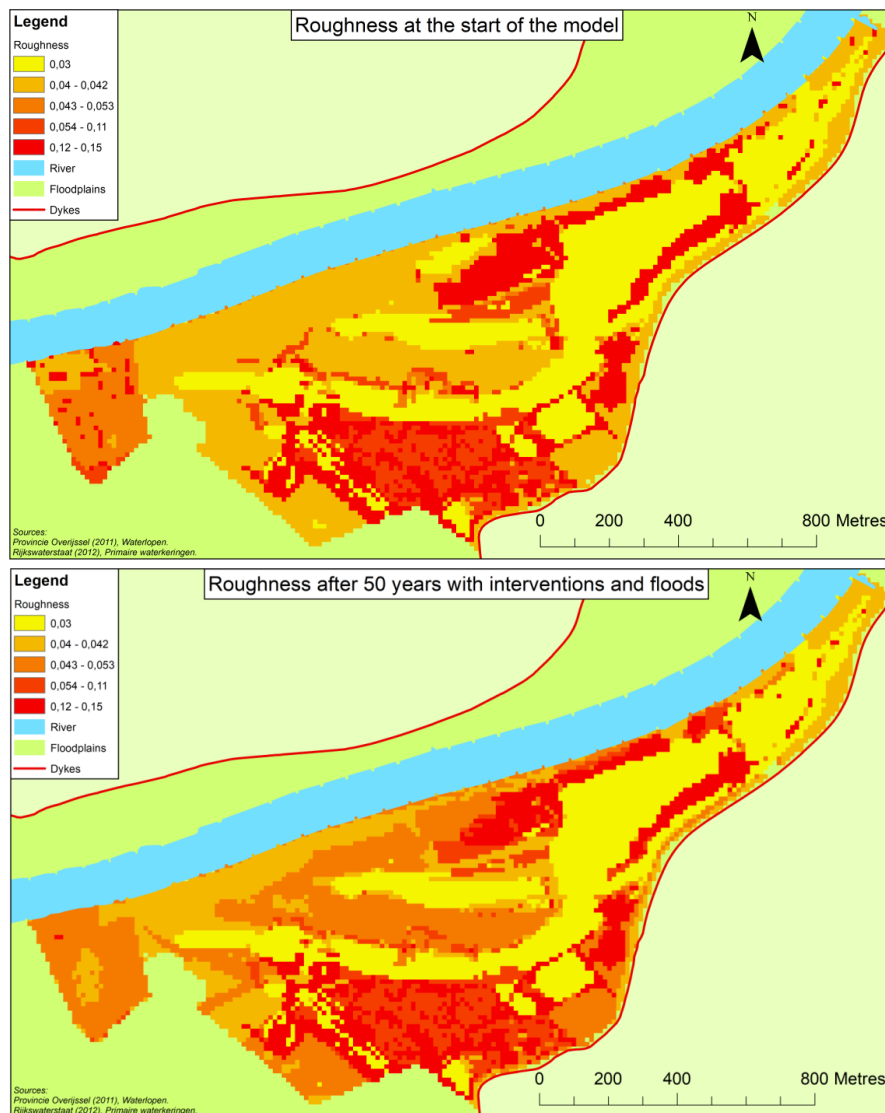 Roughness at the start of the model
Legend
Roughness
0,03
0,04 - 0,042
0,043 - 0,053
0,054 - 0,11
0,12 - 0,15
River
Floodplains
Dykes
N
0 200 400 800 Metres
Sources:
Provincie Overijssel (2011), Waterlopen.
Rijkswaterstaat (2012), Primaire waterkeringen.
Roughness after 50 years with interventions and floods
Legend
Roughness
0,03
0,04 - 0,042
0,043 - 0,053
0,054 - 0,11
0,12 - 0,15
River
Floodplains
Dykes
N
0 200 400 800 Metres
Sources:
Provincie Overijssel (2011), Waterlopen.
Rijkswaterstaat (2012), Primaire waterkeringen.